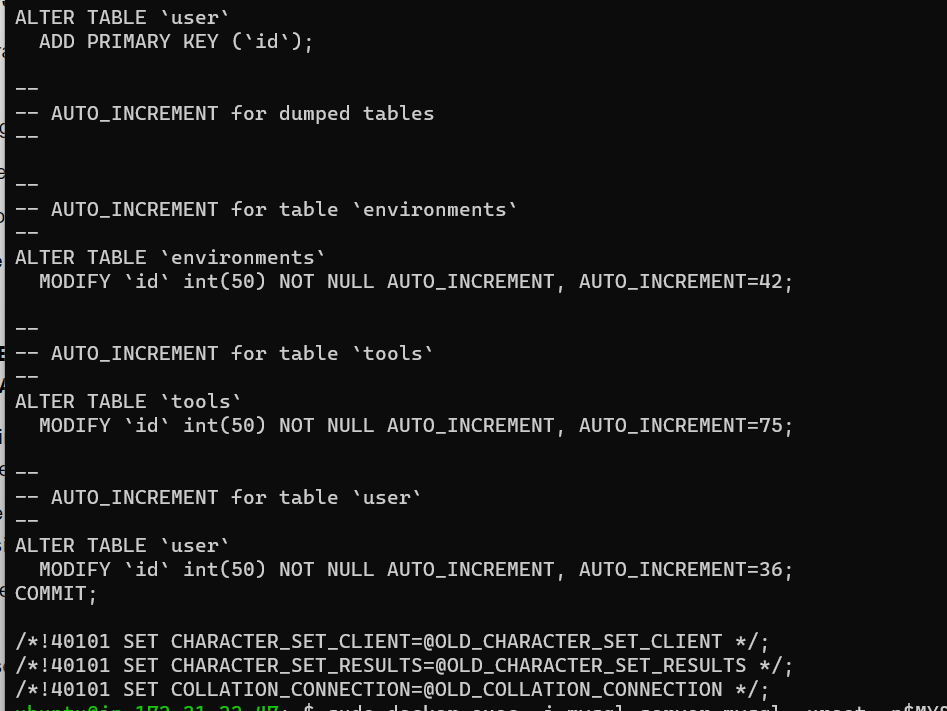 ALTER TABLE `user`
  ADD PRIMARY KEY (`id`);
--
-- AUTO_INCREMENT for dumped tables
--
--
-- AUTO_INCREMENT for table `environments`
--
ALTER TABLE `environments`
  MODIFY `id` int(50) NOT NULL AUTO_INCREMENT, AUTO_INCREMENT=42;
--
-- AUTO_INCREMENT for table `tools`
--
ALTER TABLE `tools`
  MODIFY `id` int(50) NOT NULL AUTO_INCREMENT, AUTO_INCREMENT=75;
--
-- AUTO_INCREMENT for table `user`
--
ALTER TABLE `user`
  MODIFY `id` int(50) NOT NULL AUTO_INCREMENT, AUTO_INCREMENT=36;
COMMIT;
/*!40101 SET CHARACTER_SET_CLIENT=@OLD_CHARACTER_SET_CLIENT */;
/*!40101 SET CHARACTER_SET_RESULTS=@OLD_CHARACTER_SET_RESULTS */;
/*!40101 SET COLLATION_CONNECTION=@OLD_COLLATION_CONNECTION */;